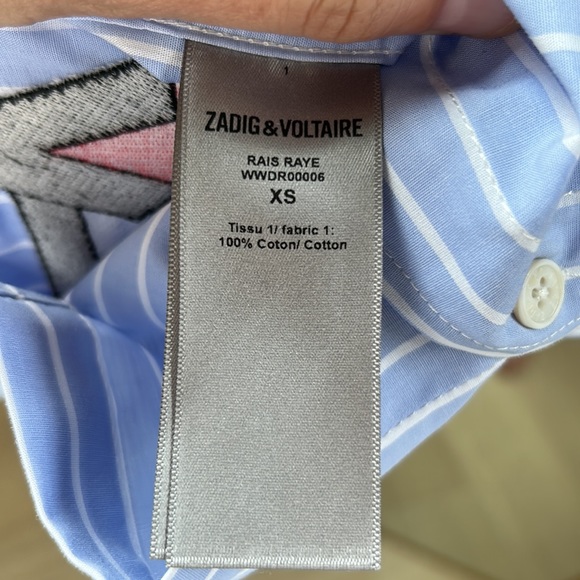 1
ZADIG & VOLTAIRE
RAIS RAYE
WWDR00006
XS
Tissu 1/ fabric 1:
100% Coton/ Cotton